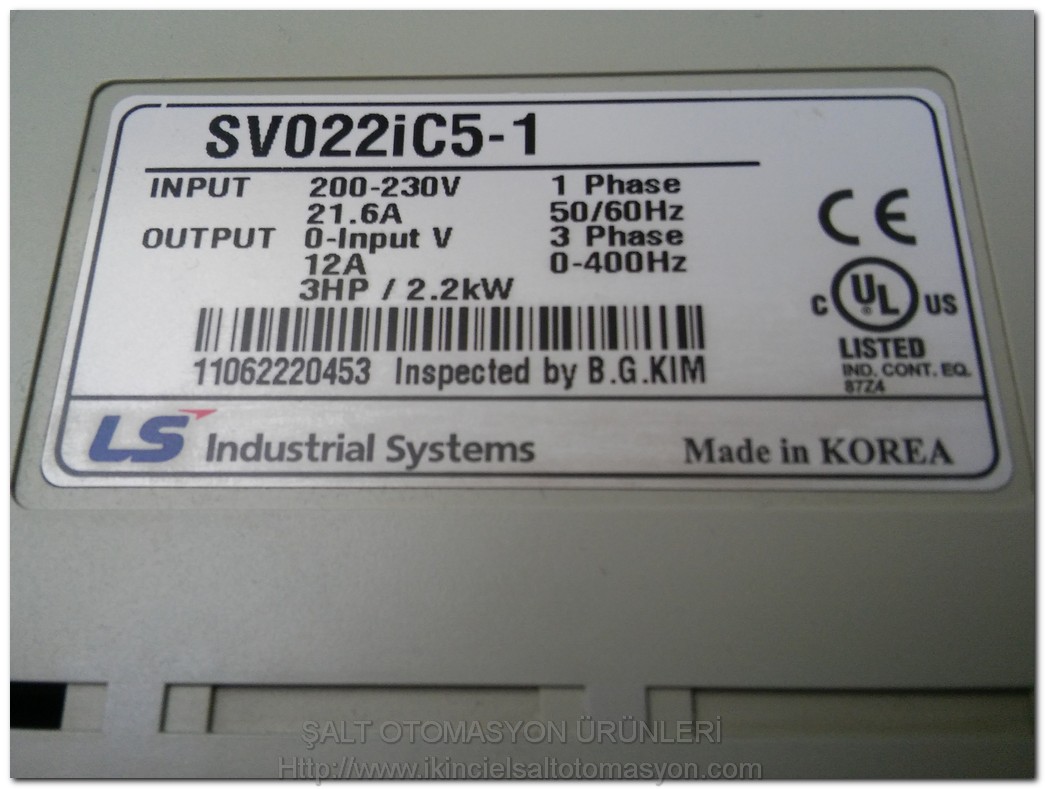 SV022iC5-1
INPUT 200-230V 1 Phase
21.6A 50/60Hz
OUTPUT 0-Input V 3 Phase
12A 0-400Hz
3HP / 2.2kW
CE
C UL ® US
LISTED
IND. CONT. EQ.
87Z4
11062220453 Inspected by B.G.KIM
LS Industrial Systems Made in KOREA
ŞALT OTOMASYON ÜRÜNLERİ
Http://www.ikincielsaltotomasyon.com